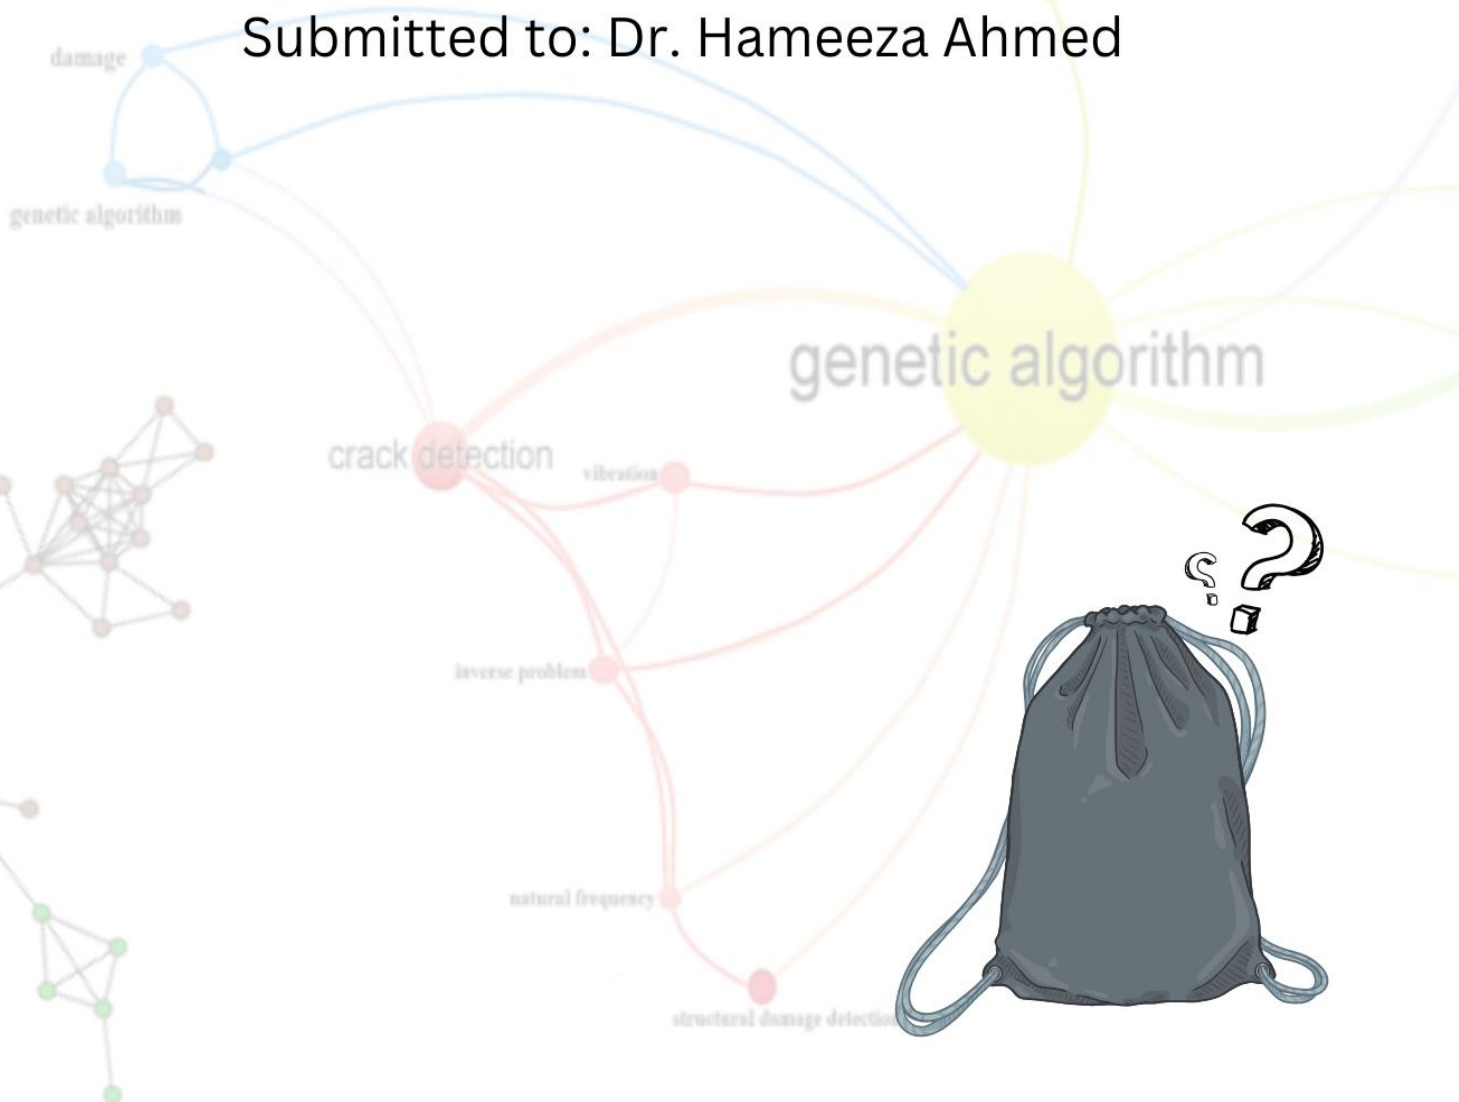 Submitted to: Dr. Hameeza Ahmed
damage
genetic algorithm
genetic algorithm
crack detection
vibration
inverse problem
natural frequency
structural damage detection
? ?